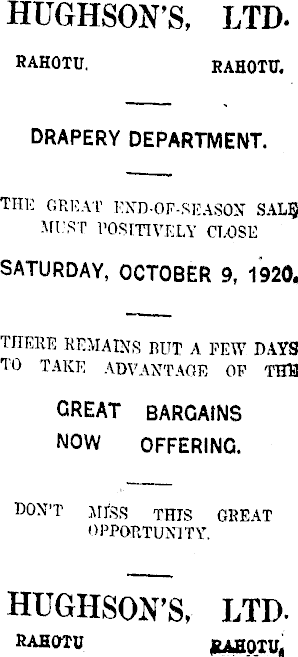 HUGHSON'S, LTD.
RAHOTU. RAHOTU.
DRAPERY DEPARTMENT.
THE GREAT END-OF-SEASON SALE
MUST POSITIVELY CLOSE
SATURDAY, OCTOBER 9, 1920.
THERE REMAINS BUT A FEW DAYS
TO TAKE ADVANTAGE OF THE
GREAT BARGAINS
NOW OFFERING.
DON'T MISS THIS GREAT
OPPORTUNITY.
HUGHSON'S, LTD.
RAHOTU RAHOTU,